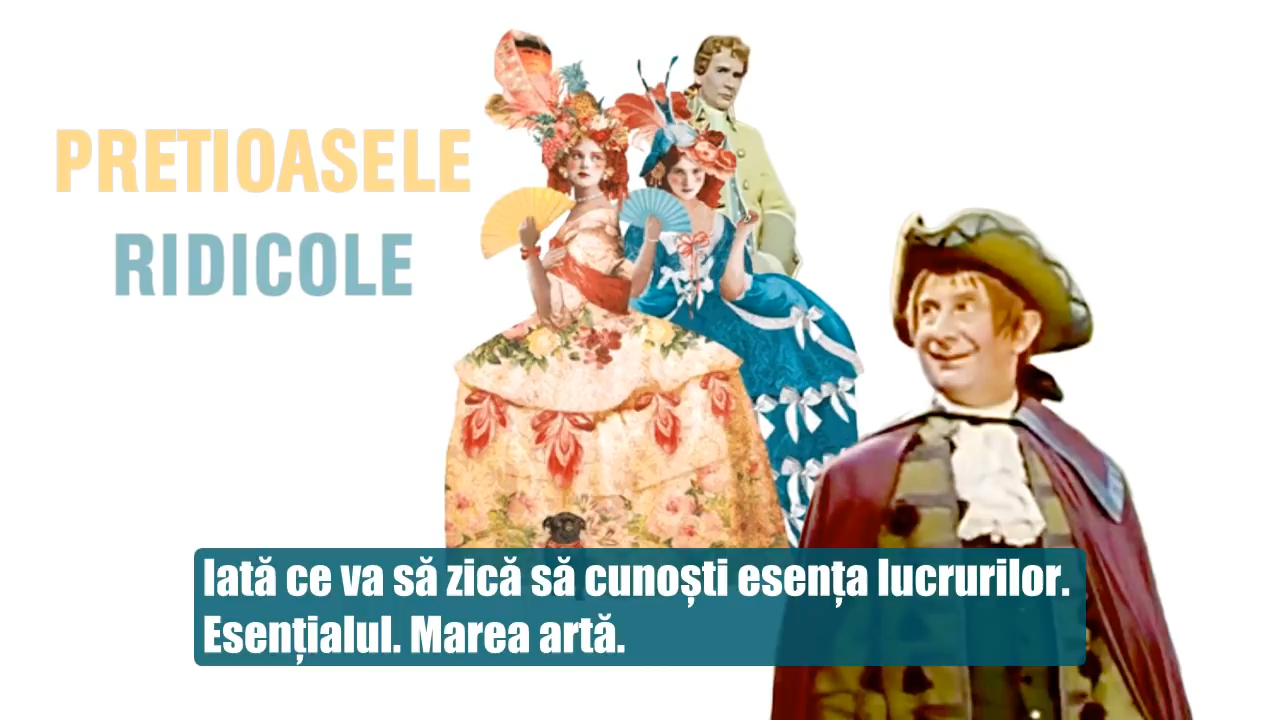 PRETIOASELE
RIDICOLE
Iată ce va să zică să cunoști esența lucrurilor.
Esențialul. Marea artă.